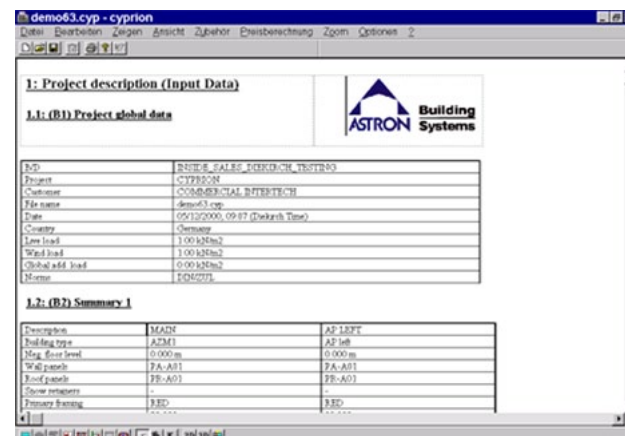 demo63.cyp - cyprion
Datei Bearbeiten Zeigen Ansicht Zubehör Preisberechnung Zoom Optionen ?
1: Project description (Input Data)
1.1: (B1) Project global data
ASTRON Building Systems
IND INSIDE_SALES_DIEKIRCH_TESTING
Project CYPRION
Customer COMMERCIAL INTERTECH
File name demo63.cyp
Date 05/12/2000, 09:87 (Diekirch Time)
Country Germany
Live load 1.00 kN/m2
Wind load 1.00 kN/m2
Global add. load 0.00 kN/m2
Norms
1.2: (B2) Summary 1
Description MAIN AP LEFT
Building type AZM1 AP left
Neg. floor level 0.000 m 0.000 m
Wall panels PA-A01 PA-A01
Roof panels PR-A01 PR-A01
Snow retainers - -
Primary framing RED RED